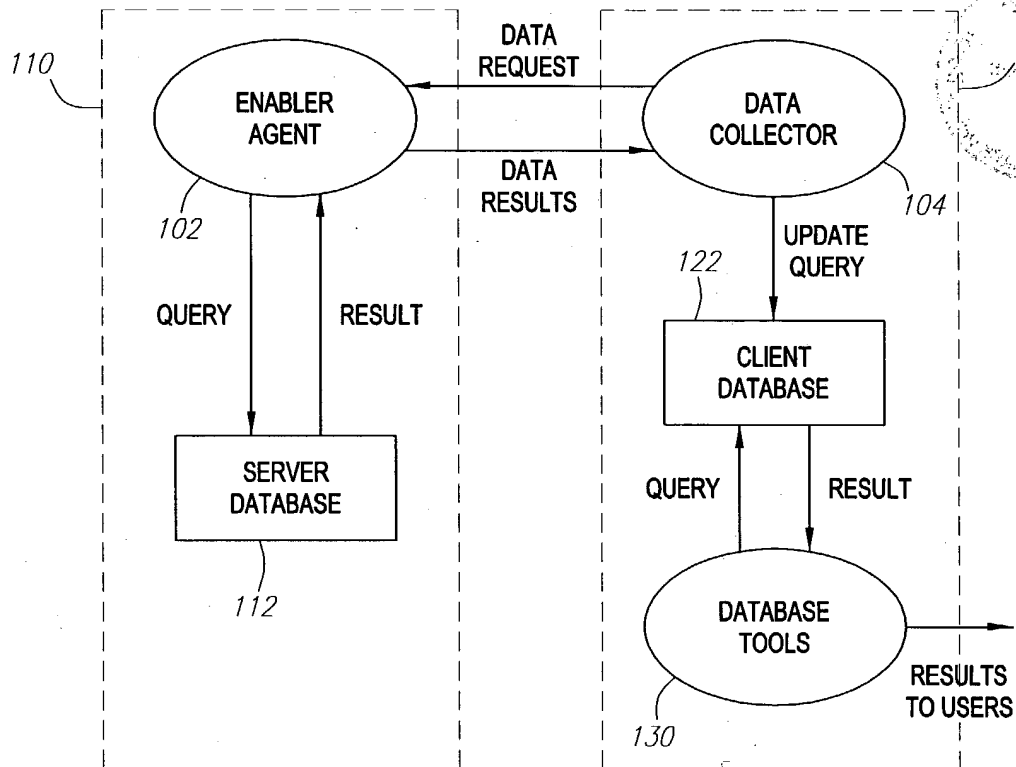 110
ENABLER
AGENT
102
DATA
REQUEST
DATA
RESULTS
DATA
COLLECTOR
104
UPDATE
QUERY
122
CLIENT
DATABASE
QUERY
RESULT
SERVER
DATABASE
112
QUERY
RESULT
DATABASE
TOOLS
130
RESULTS
TO USERS